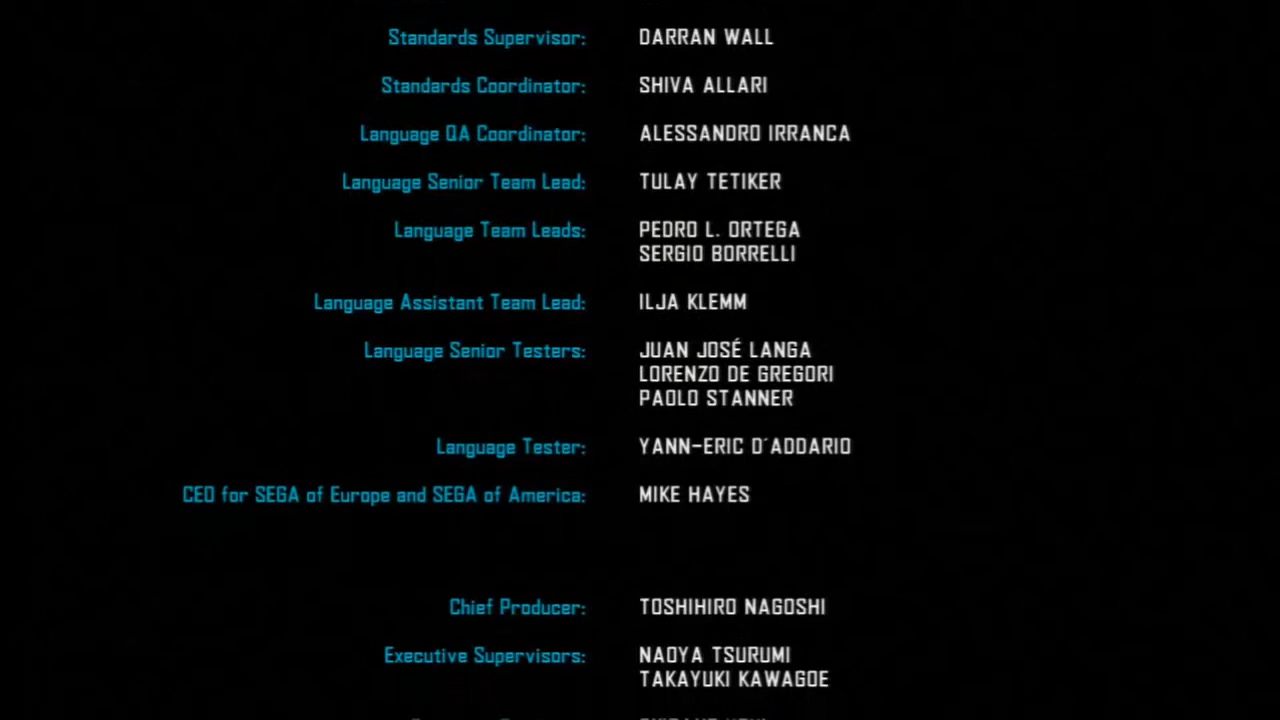 Standards Supervisor: DARRAN WALL
Standards Coordinator: SHIVA ALLARI
Language QA Coordinator: ALESSANDRO IRRANCA
Language Senior Team Lead: TULAY TETIKER
Language Team Leads: PEDRO L. ORTEGA
SERGIO BORRELLI
Language Assistant Team Lead: ILJA KLEMM
Language Senior Testers: JUAN JOSÉ LANGA
LORENZO DE GREGORI
PAOLO STANNER
Language Tester: YANN-ERIC D´ADDARIO
CEO for SEGA of Europe and SEGA of America: MIKE HAYES
Chief Producer: TOSHIHIRO NAGOSHI
Executive Supervisors: NAOYA TSURUMI
TAKAYUKI KAWAGOE